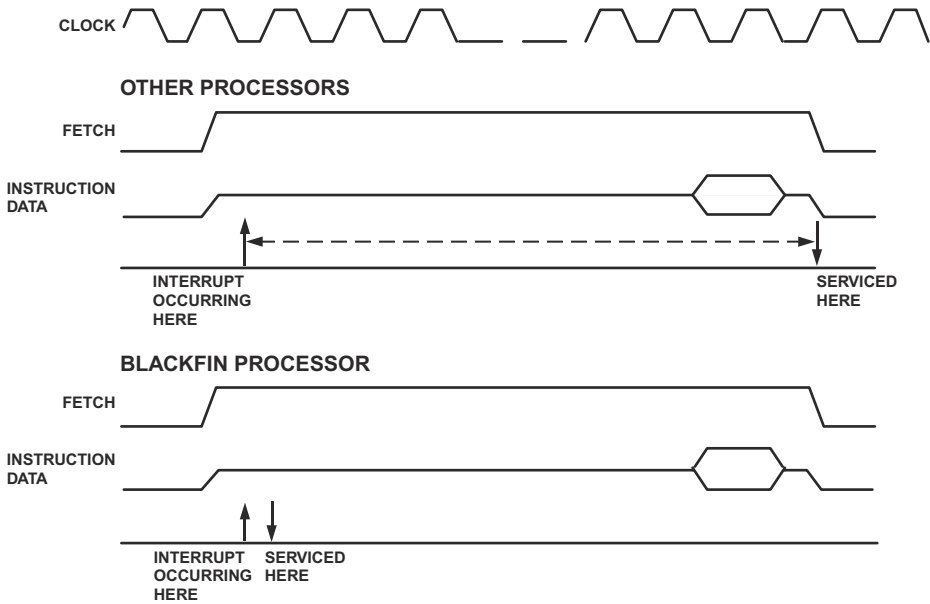 CLOCK
OTHER PROCESSORS
FETCH
INSTRUCTION
DATA
INTERRUPT
OCCURRING
HERE
SERVICED
HERE
BLACKFIN PROCESSOR
FETCH
INSTRUCTION
DATA
INTERRUPT
OCCURRING
HERE
SERVICED
HERE